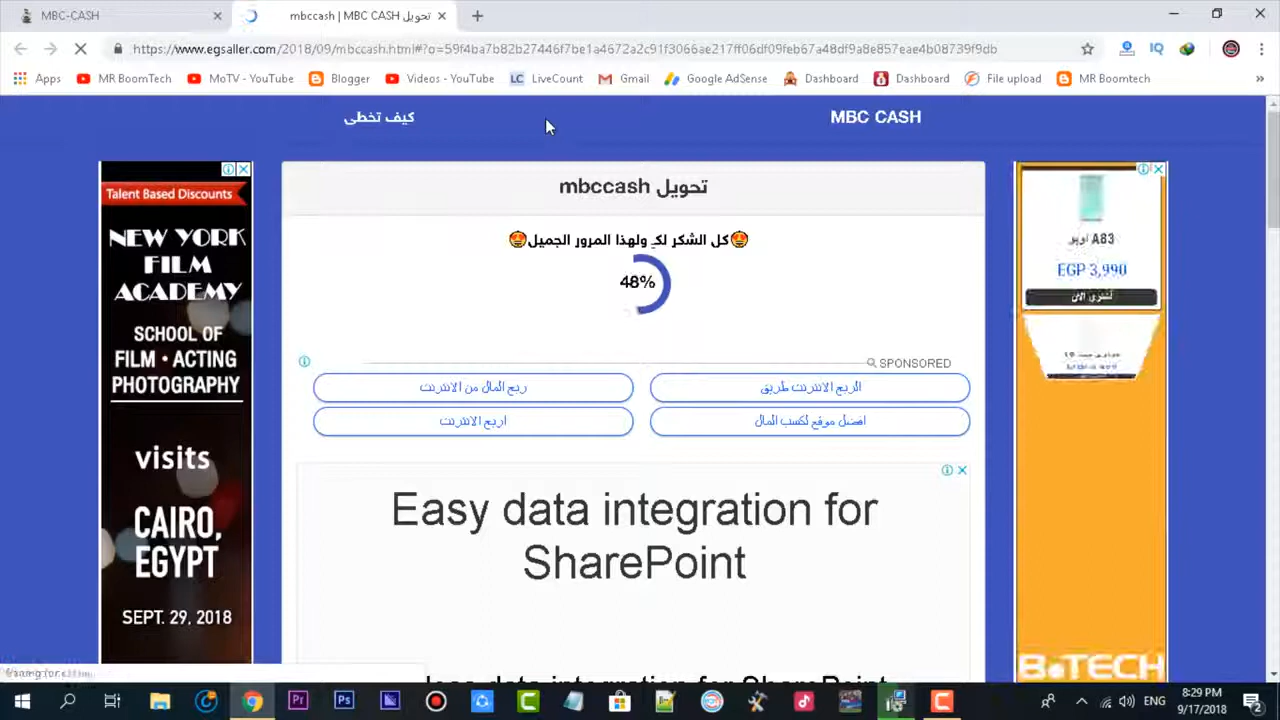 MBC-CASH
mbccash | MBC CASH تحويل
https://www.egsaller.com/2018/09/mbccash.html#?o=59f4ba7b82b27446f7be1a4672a2c91f3066ae217ff06df09feb67a48df9a8e857eae4b08739f9db
Apps
MR BoomTech
MoTV - YouTube
Blogger
Videos - YouTube
LC LiveCount
Gmail
Google AdSense
Dashboard
Dashboard
File upload
MR Boomtech
كيف تخطى
MBC CASH
تحويل mbccash
كل الشكر لك ولهذا المرور الجميل
48%
SPONSORED
ربح المال من الانترنت
الربح الانترنت طريق
اربح الانترنت
افضل موقع لكسب المال
Easy data integration for
SharePoint
Talent Based Discounts
NEW YORK
FILM
ACADEMY
SCHOOL OF
FILM • ACTING
PHOTOGRAPHY
visits
CAIRO,
EGYPT
SEPT. 29, 2018
A83 اوبو
EGP 3,990
اشتري الآن
B.TECH
ENG
8:29 PM
9/17/2018